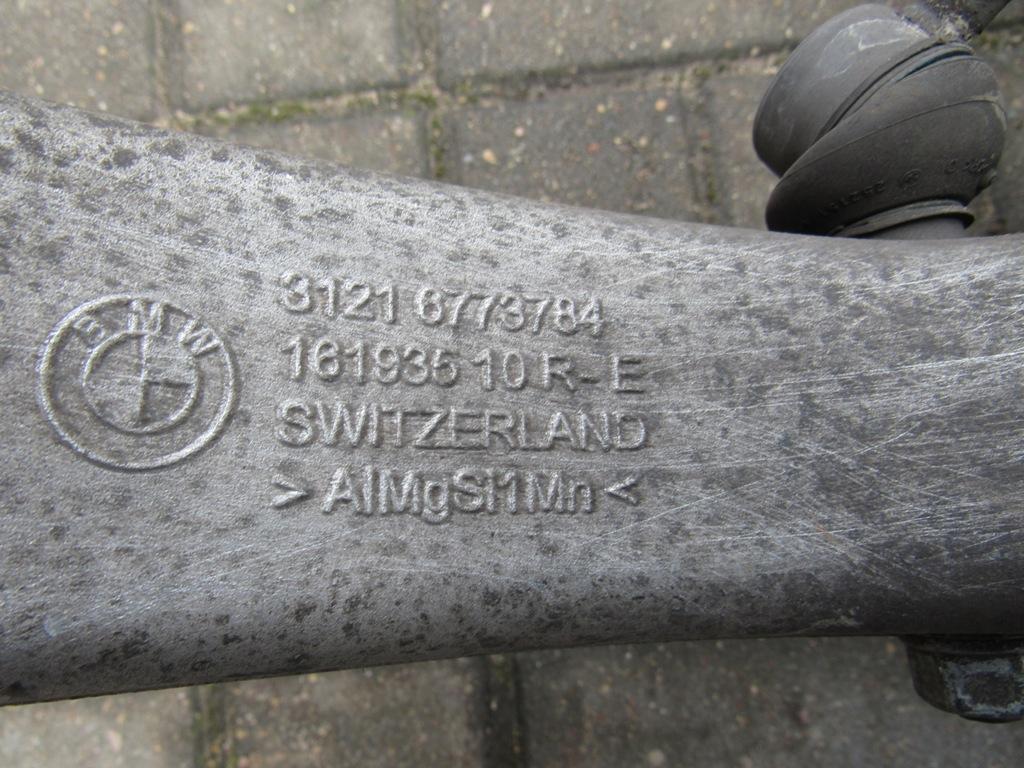 BMW
3121 6773784
161935 10 R-E
SWITZERLAND
> AlMgSi1Mn <